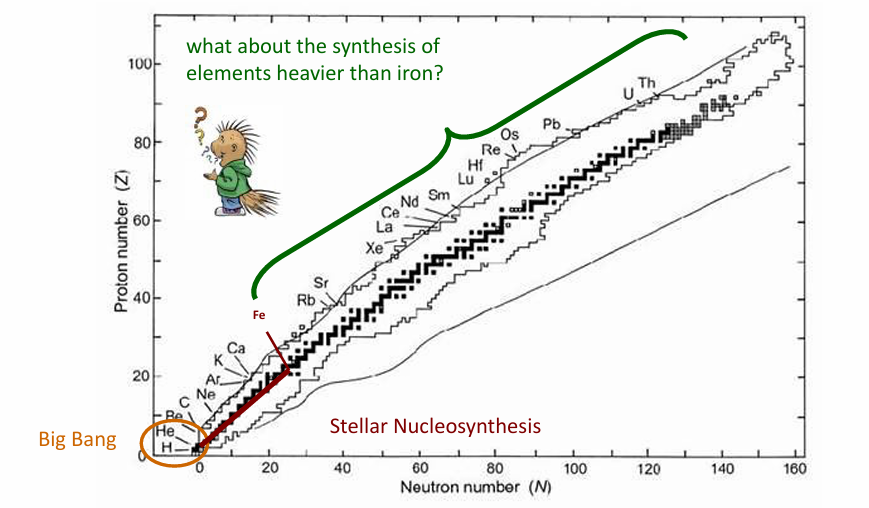 what about the synthesis of
elements heavier than iron?
? ? ? ?
100
80
60
40
20
0
Proton number (Z)
Th
U
Pb
Os
Re
Hf
Lu
Sm
Nd
Ce
La
Xe
Sr
Rb
Fe
Ca
K
Ar
Ne
C
Be
He
H
Big Bang
Stellar Nucleosynthesis
0 20 40 60 80 100 120 140 160
Neutron number (N)